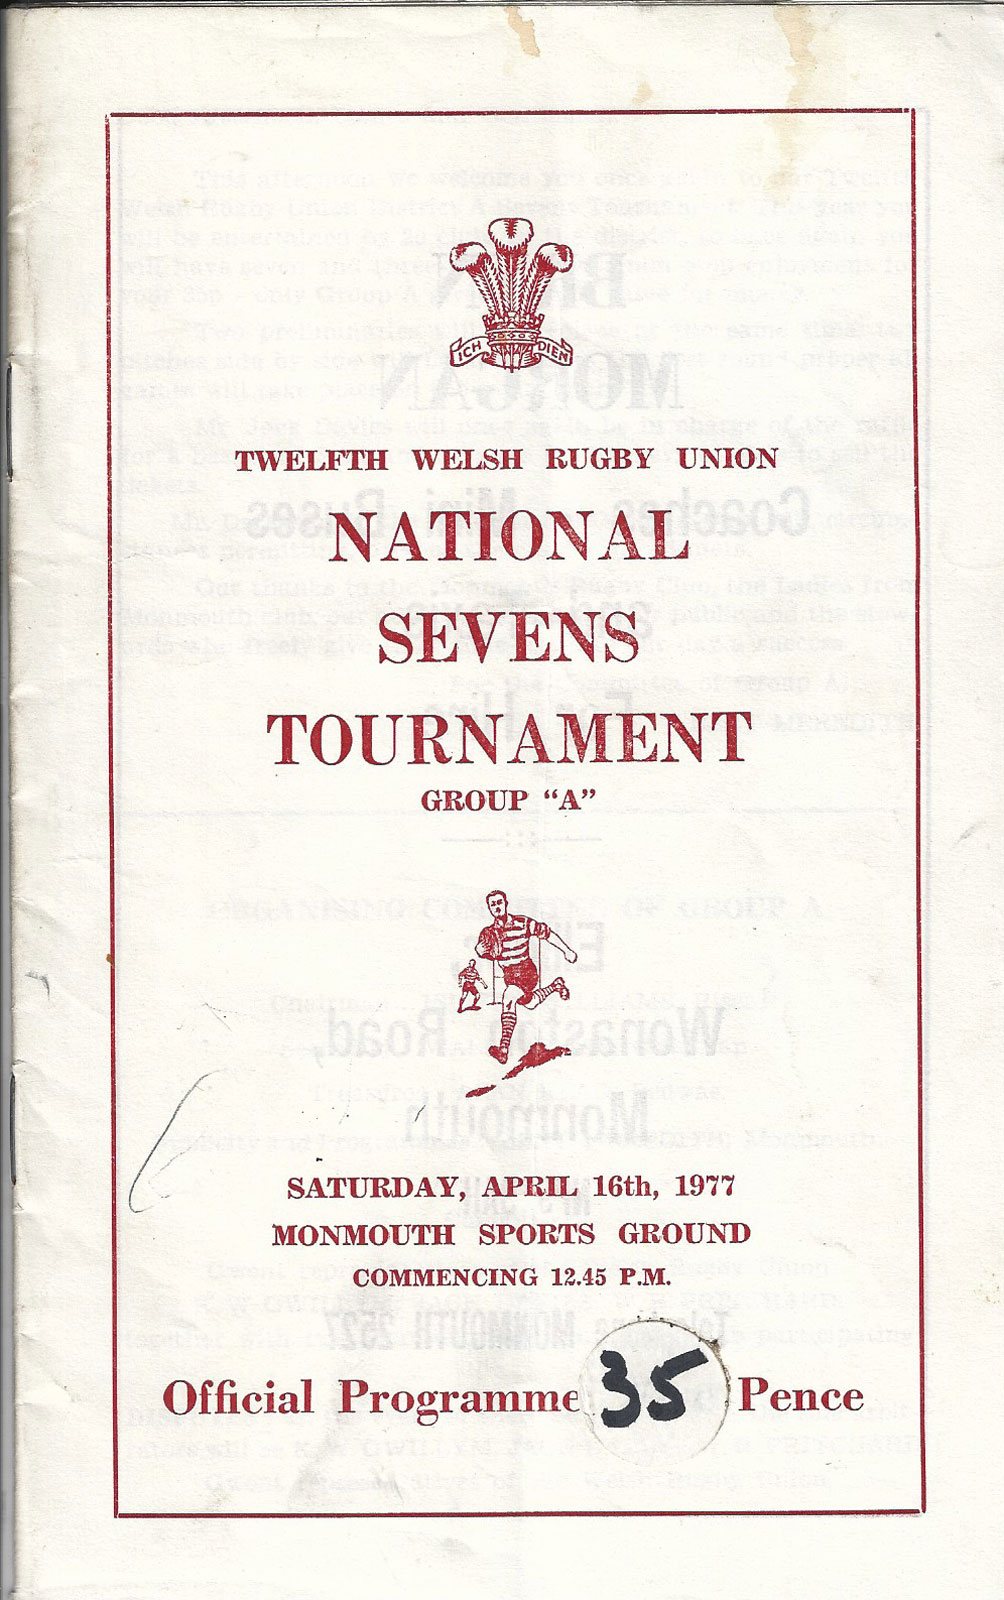 ICH DIEN
TWELFTH WELSH RUGBY UNION
NATIONAL
SEVENS
TOURNAMENT
GROUP "A"
SATURDAY, APRIL 16th, 1977
MONMOUTH SPORTS GROUND
COMMENCING 12.45 P.M.
Official Programme 35 Pence